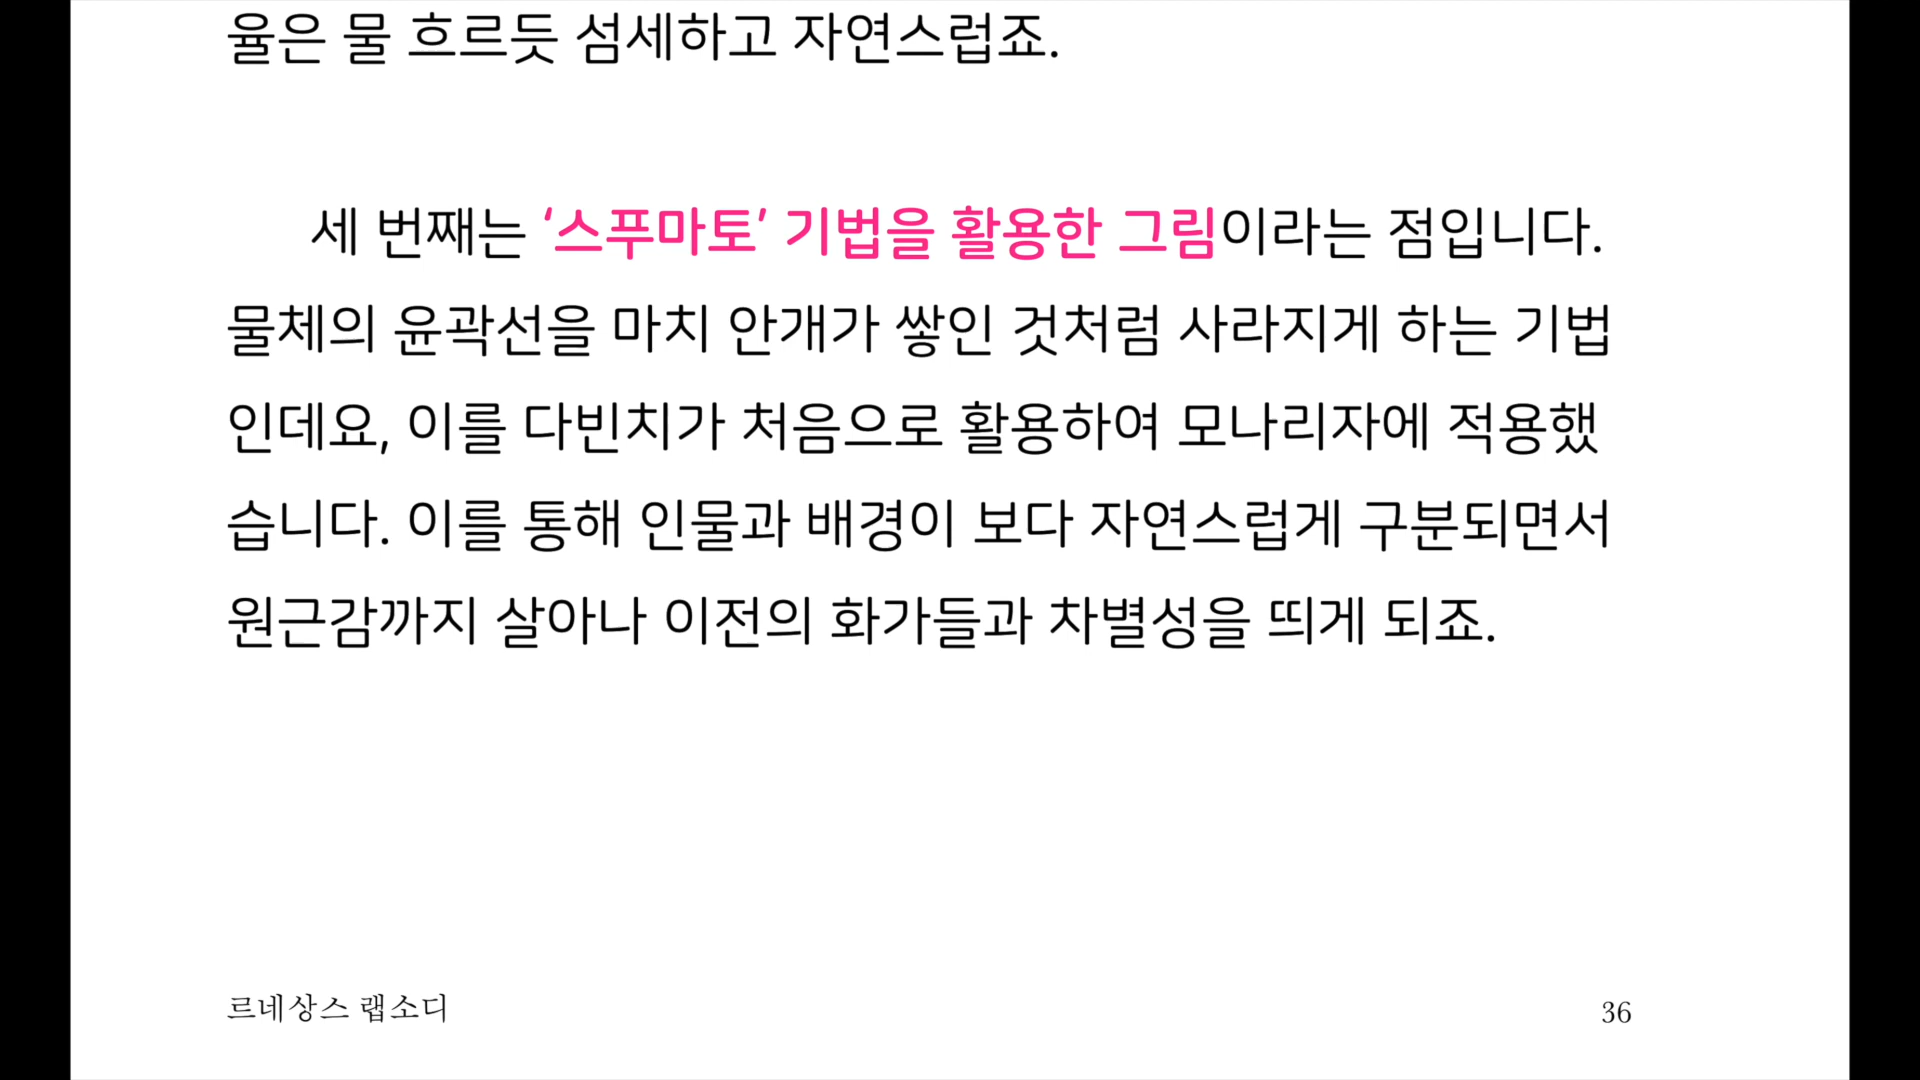 율은 물 흐르듯 섬세하고 자연스럽죠.
세 번째는 ‘스푸마토’ 기법을 활용한 그림이라는 점입니다.
물체의 윤곽선을 마치 안개가 쌓인 것처럼 사라지게 하는 기법
인데요, 이를 다빈치가 처음으로 활용하여 모나리자에 적용했
습니다. 이를 통해 인물과 배경이 보다 자연스럽게 구분되면서
원근감까지 살아나 이전의 화가들과 차별성을 띄게 되죠.
르네상스 랩소디
36